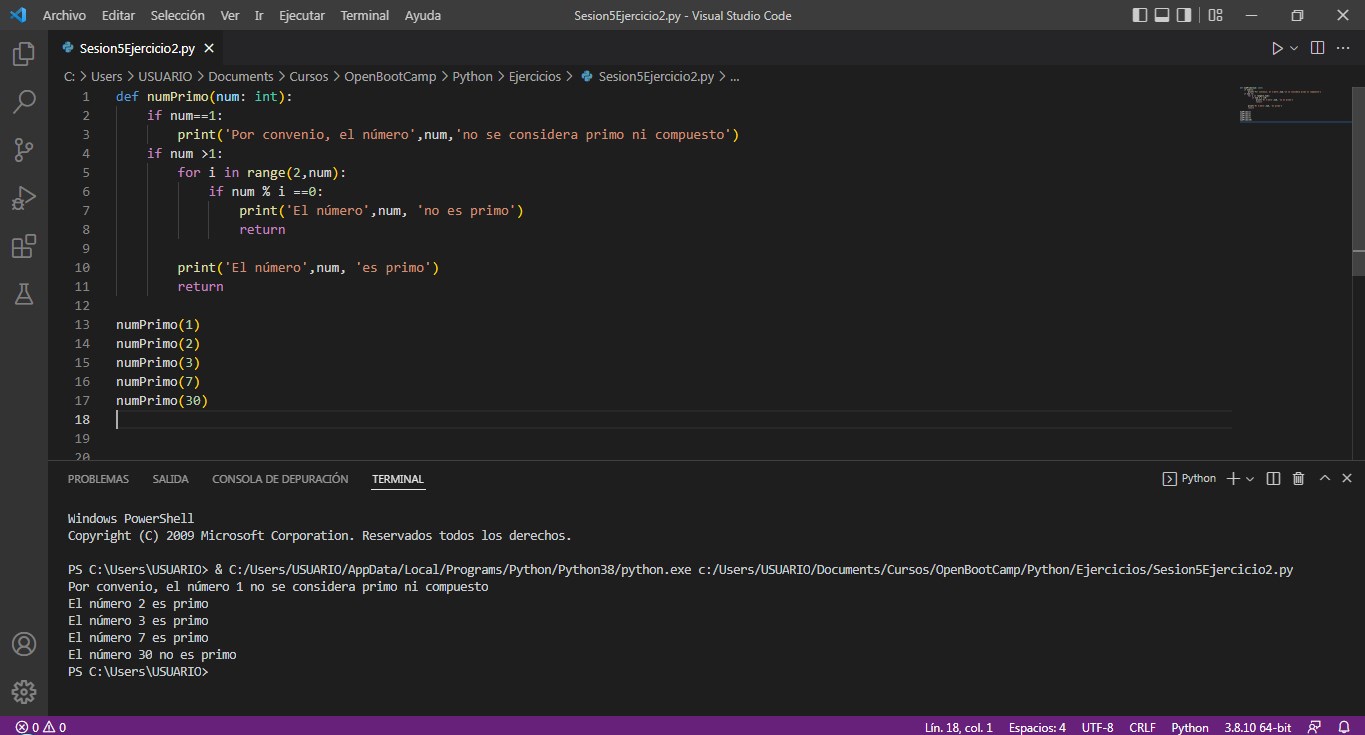 Archivo Editar Selección Ver Ir Ejecutar Terminal Ayuda Sesion5Ejercicio2.py - Visual Studio Code
Sesion5Ejercicio2.py
C: > Users > USUARIO > Documents > Cursos > OpenBootCamp > Python > Ejercicios > Sesion5Ejercicio2.py > ...
1 def numPrimo(num: int):
2     if num==1:
3         print('Por convenio, el número',num,'no se considera primo ni compuesto')
4     if num >1:
5         for i in range(2,num):
6             if num % i ==0:
7                 print('El número',num, 'no es primo')
8                 return
9
10         print('El número',num, 'es primo')
11         return
12
13 numPrimo(1)
14 numPrimo(2)
15 numPrimo(3)
16 numPrimo(7)
17 numPrimo(30)
18
19
20
PROBLEMAS SALIDA CONSOLA DE DEPURACIÓN TERMINAL Python
Windows PowerShell
Copyright (C) 2009 Microsoft Corporation. Reservados todos los derechos.
PS C:\Users\USUARIO> & C:/Users/USUARIO/AppData/Local/Programs/Python/Python38/python.exe c:/Users/USUARIO/Documents/Cursos/OpenBootCamp/Python/Ejercicios/Sesion5Ejercicio2.py
Por convenio, el número 1 no se considera primo ni compuesto
El número 2 es primo
El número 3 es primo
El número 7 es primo
El número 30 no es primo
PS C:\Users\USUARIO>
0 0 Lín. 18, col. 1 Espacios: 4 UTF-8 CRLF Python 3.8.10 64-bit